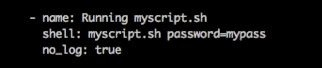 - name: Running myscript.sh
shell: myscript.sh password=mypass
no_log: true